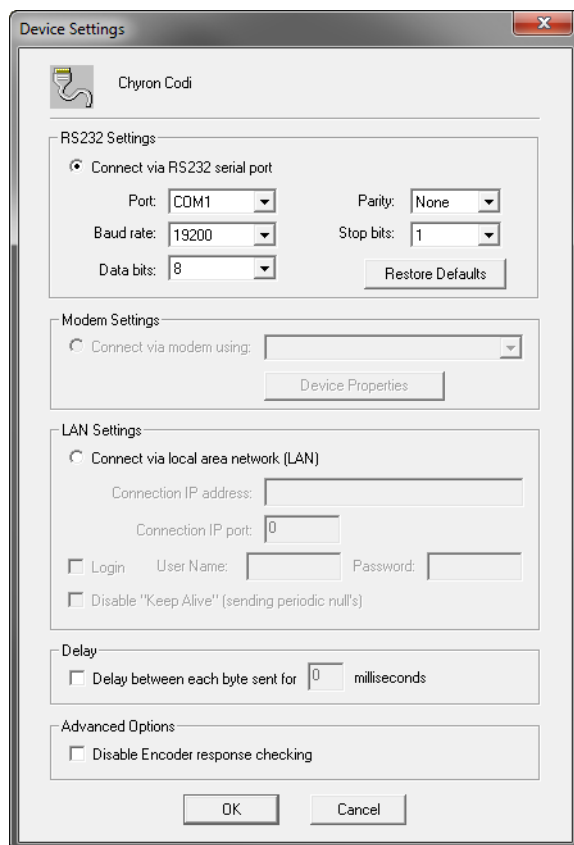 Device Settings
Chyron Codi
RS232 Settings
Connect via RS232 serial port
Port: COM1 Parity: None
Baud rate: 19200 Stop bits: 1
Data bits: 8 Restore Defaults
Modem Settings
Connect via modem using:
Device Properties
LAN Settings
Connect via local area network (LAN)
Connection IP address:
Connection IP port: 0
Login User Name: Password:
Disable "Keep Alive" (sending periodic null's)
Delay
Delay between each byte sent for 0 milliseconds
Advanced Options
Disable Encoder response checking
OK Cancel